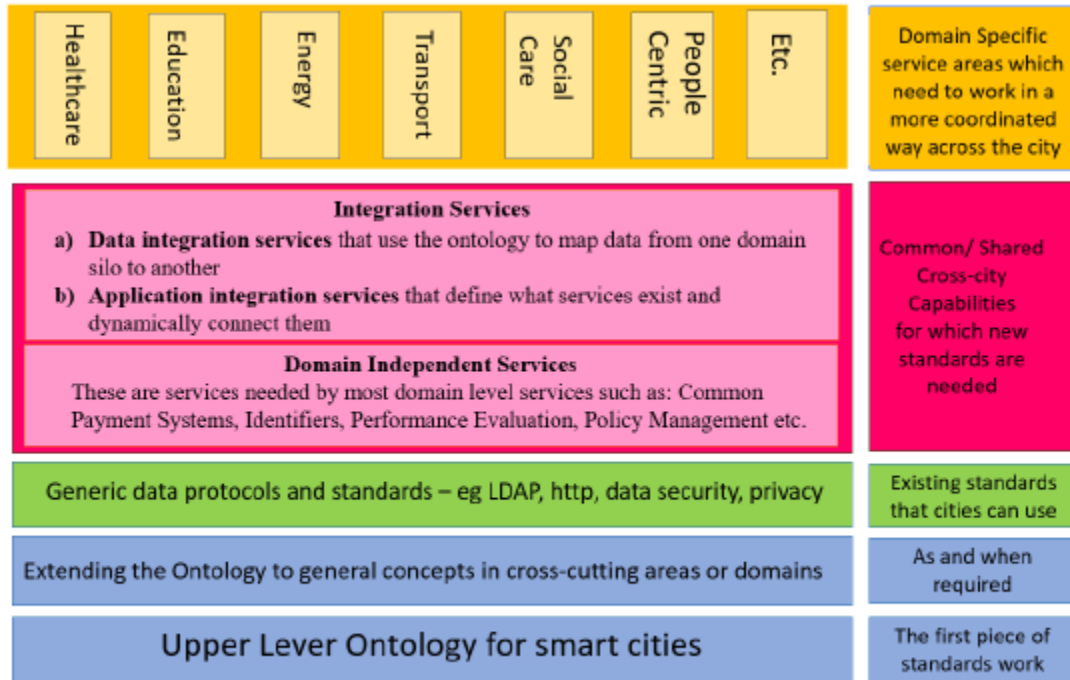 Healthcare
Education
Energy
Transport
Social
Care
People
Centric
Etc.
Domain Specific
service areas which
need to work in a
more coordinated
way across the city
Integration Services
a) Data integration services that use the ontology to map data from one domain
silo to another
b) Application integration services that define what services exist and
dynamically connect them
Domain Independent Services
These are services needed by most domain level services such as: Common
Payment Systems, Identifiers, Performance Evaluation, Policy Management etc.
Common/ Shared
Cross-city
Capabilities
for which new
standards are
needed
Generic data protocols and standards – eg LDAP, http, data security, privacy
Existing standards
that cities can use
Extending the Ontology to general concepts in cross-cutting areas or domains
As and when
required
Upper Lever Ontology for smart cities
The first piece of
standards work